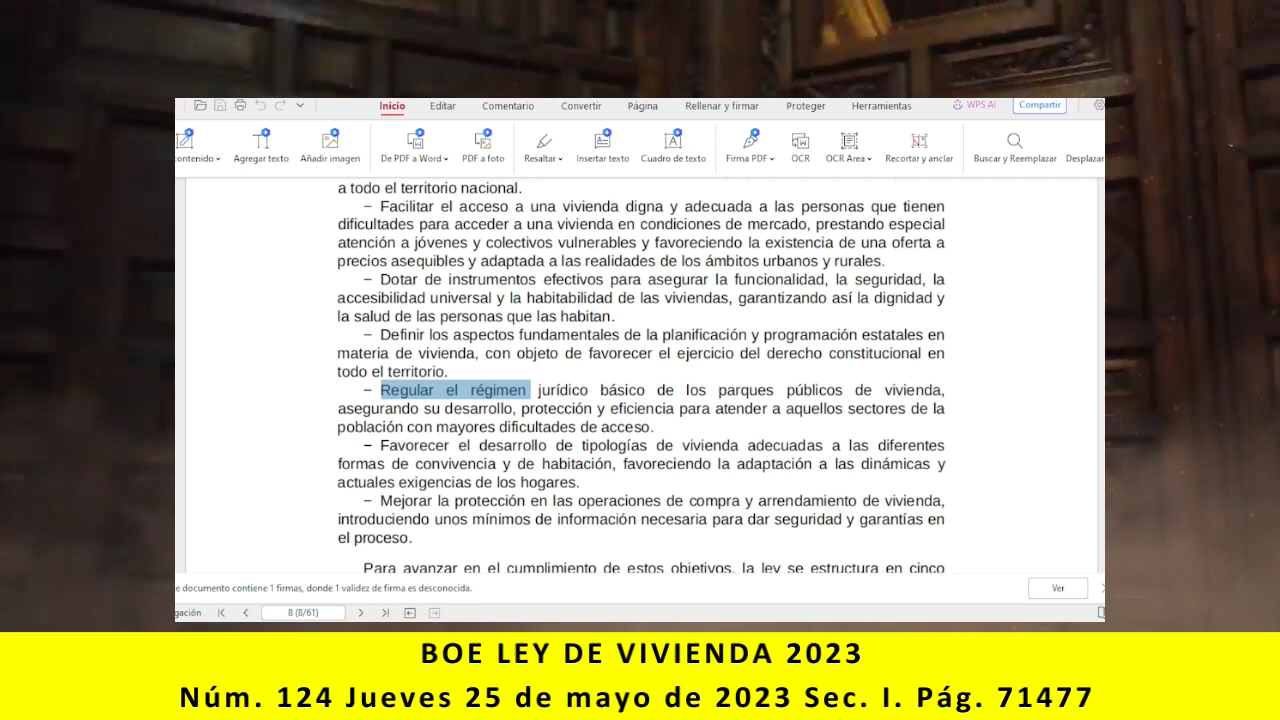 Inicio Editar Comentario Convertir Página Rellenar y firmar Proteger Herramientas WPS AI Compartir
ontenido Agregar texto Añadir imagen De PDF a Word PDF a foto Resaltar Insertar texto Cuadro de texto Firma PDF OCR OCR Area Recortar y anclar Buscar y Reemplazar Desplazar
a todo el territorio nacional.
− Facilitar el acceso a una vivienda digna y adecuada a las personas que tienen
dificultades para acceder a una vivienda en condiciones de mercado, prestando especial
atención a jóvenes y colectivos vulnerables y favoreciendo la existencia de una oferta a
precios asequibles y adaptada a las realidades de los ámbitos urbanos y rurales.
− Dotar de instrumentos efectivos para asegurar la funcionalidad, la seguridad, la
accesibilidad universal y la habitabilidad de las viviendas, garantizando así la dignidad y
la salud de las personas que las habitan.
− Definir los aspectos fundamentales de la planificación y programación estatales en
materia de vivienda, con objeto de favorecer el ejercicio del derecho constitucional en
todo el territorio.
− Regular el régimen jurídico básico de los parques públicos de vivienda,
asegurando su desarrollo, protección y eficiencia para atender a aquellos sectores de la
población con mayores dificultades de acceso.
− Favorecer el desarrollo de tipologías de vivienda adecuadas a las diferentes
formas de convivencia y de habitación, favoreciendo la adaptación a las dinámicas y
actuales exigencias de los hogares.
− Mejorar la protección en las operaciones de compra y arrendamiento de vivienda,
introduciendo unos mínimos de información necesaria para dar seguridad y garantías en
el proceso.
Para avanzar en el cumplimiento de estos objetivos, la ley se estructura en cinco
e documento contiene 1 firmas, donde 1 validez de firma es desconocida. Ver
gación 8 (8/61)
BOE LEY DE VIVIENDA 2023
Núm. 124 Jueves 25 de mayo de 2023 Sec. I. Pág. 71477